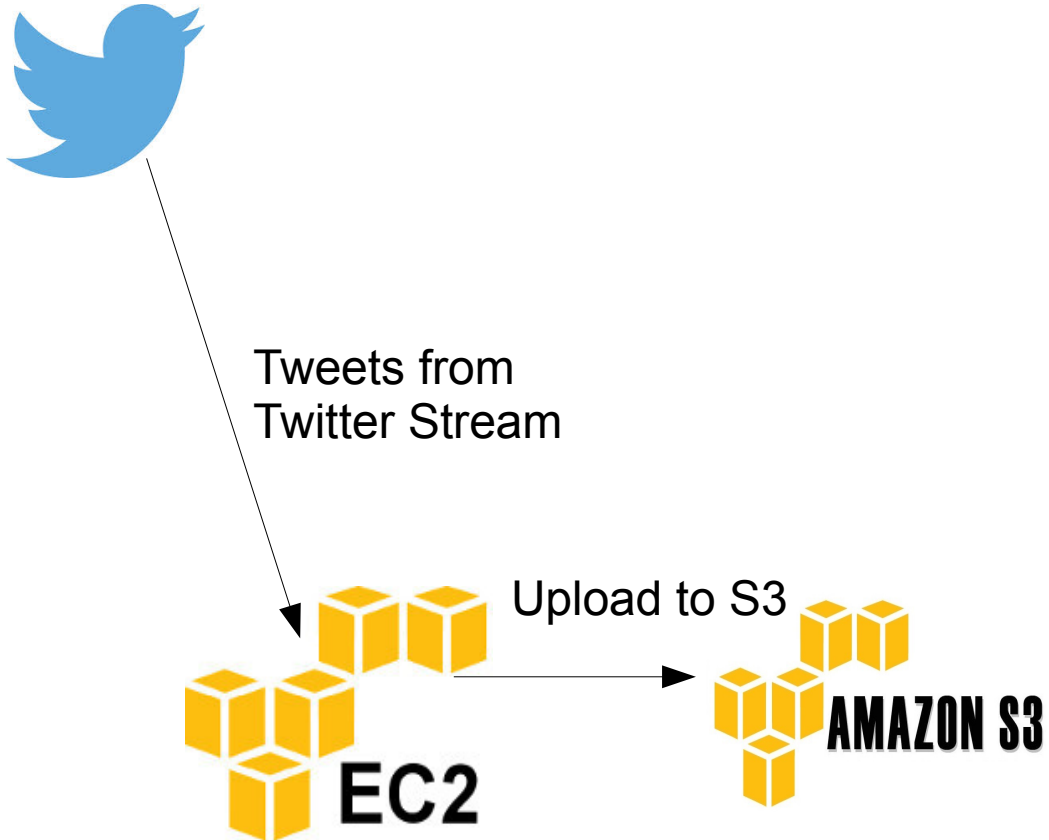 Tweets from
Twitter Stream
Upload to S3
AMAZON S3
EC2